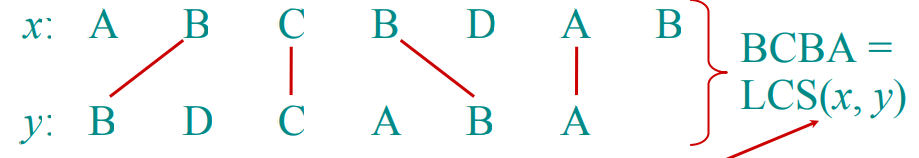 x: A B C B D A B
y: B D C A B A
BCBA =
LCS(x, y)